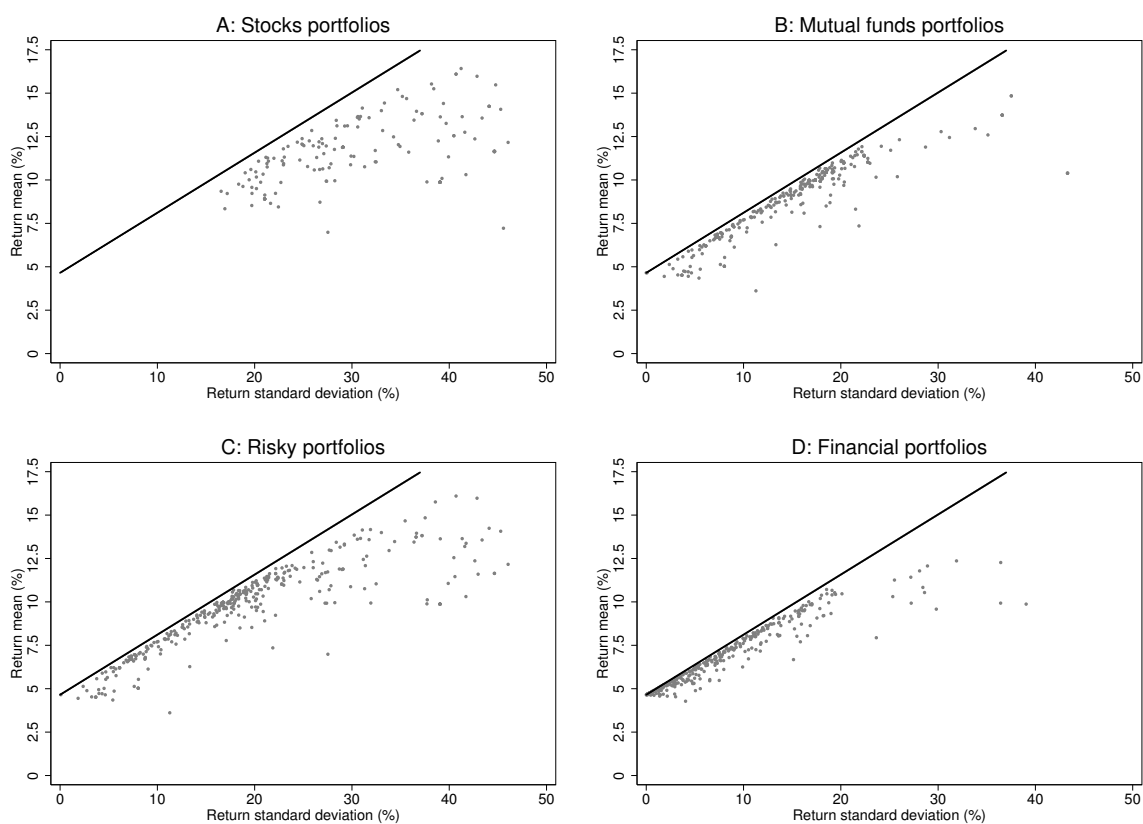 A: Stocks portfolios
Return mean (%)
17.5
15
12.5
10
7.5
5
2.5
0
0 10 20 30 40 50
Return standard deviation (%)
B: Mutual funds portfolios
Return mean (%)
17.5
15
12.5
10
7.5
5
2.5
0
0 10 20 30 40 50
Return standard deviation (%)
C: Risky portfolios
Return mean (%)
17.5
15
12.5
10
7.5
5
2.5
0
0 10 20 30 40 50
Return standard deviation (%)
D: Financial portfolios
Return mean (%)
17.5
15
12.5
10
7.5
5
2.5
0
0 10 20 30 40 50
Return standard deviation (%)